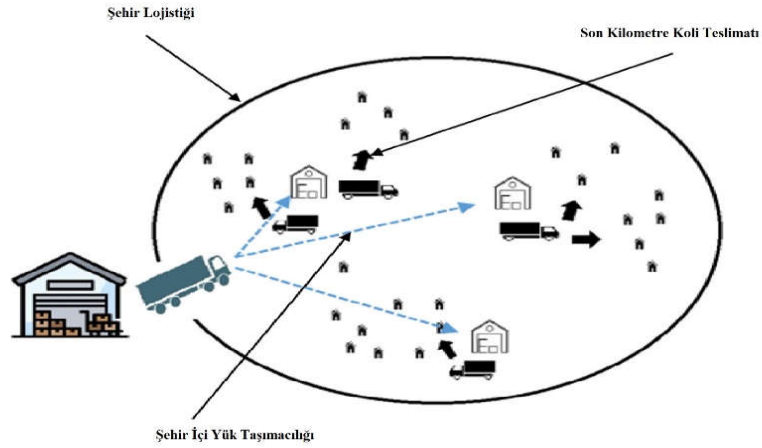 Şehir Lojistiği
Son Kilometre Koli Teslimatı
Şehir İçi Yük Taşımacılığı